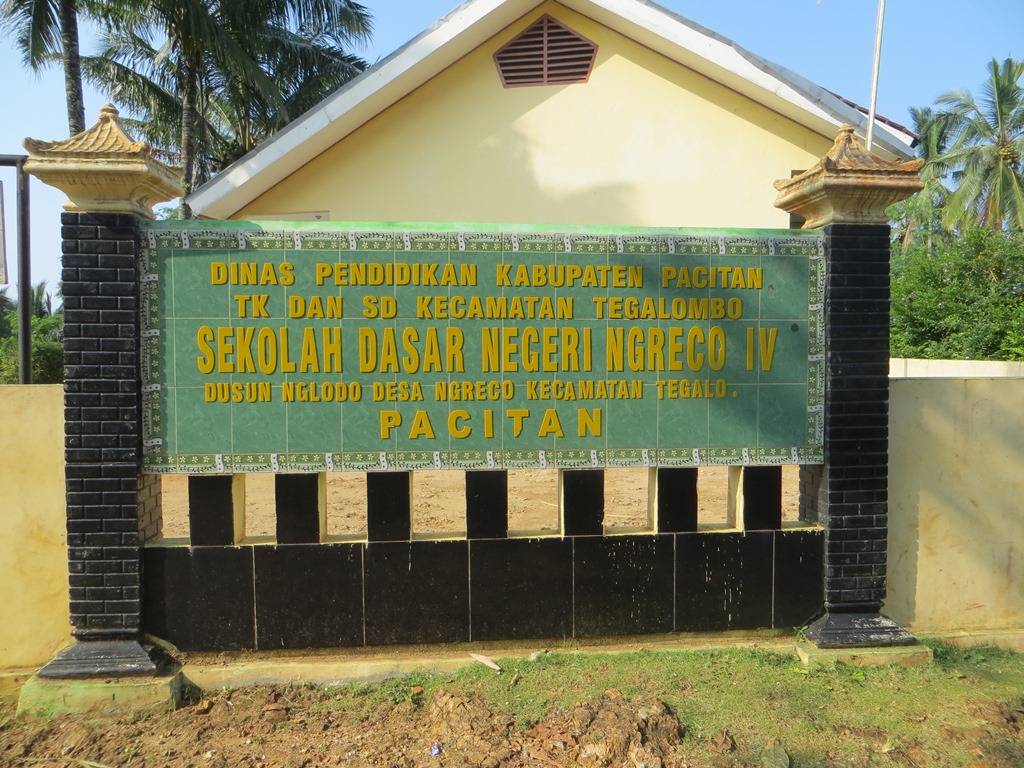 DINAS PENDIDIKAN KABUPATEN PACITAN
TK DAN SD KECAMATAN TEGALOMBO
SEKOLAH DASAR NEGERI NGRECO IV
DUSUN NGLODO DESA NGRECO KECAMATAN TEGALO.
PACITAN